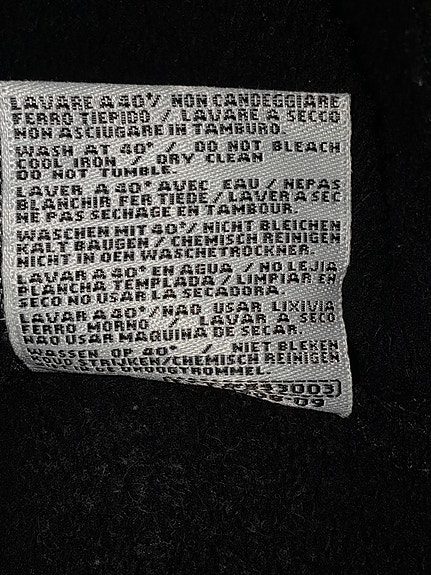 LAVARE A 40°/ NON CANDEGGIARE
FERRO TIEPIDO / LAVARE A SECCO
NON ASCIUGARE IN TAMBURO.
WASH AT 40° / DO NOT BLEACH
COOL IRON / DRY CLEAN
DO NOT TUMBLE.
LAVER A 40° AVEC EAU / NEPAS
BLANCHIR FER TIEDE / LAVER A SEC
NE PAS SECHAGE EN TAMBOUR.
WASCHEN MIT 40°/ NICHT BLEICHEN
KALT BAUGEN / CHEMISCH REINIGEN
NICHT IN DEN WASCHETROCKNER.
LAVAR A 40° EN AGUA / NO LEJIA
PLANCHA TEMPLADA / LIMPIAR EN
SECO NO USAR LA SECADORA.
LAVAR A 40°/ NAO USAR LIXIVIA
FERRO MORNO / LAVAR A SECO
NAO USAR MAQUINA DE SECAR.
WASSEN OP 40° / NIET BLEKEN
STRIJKEN/CHEMISCH REINIGEN